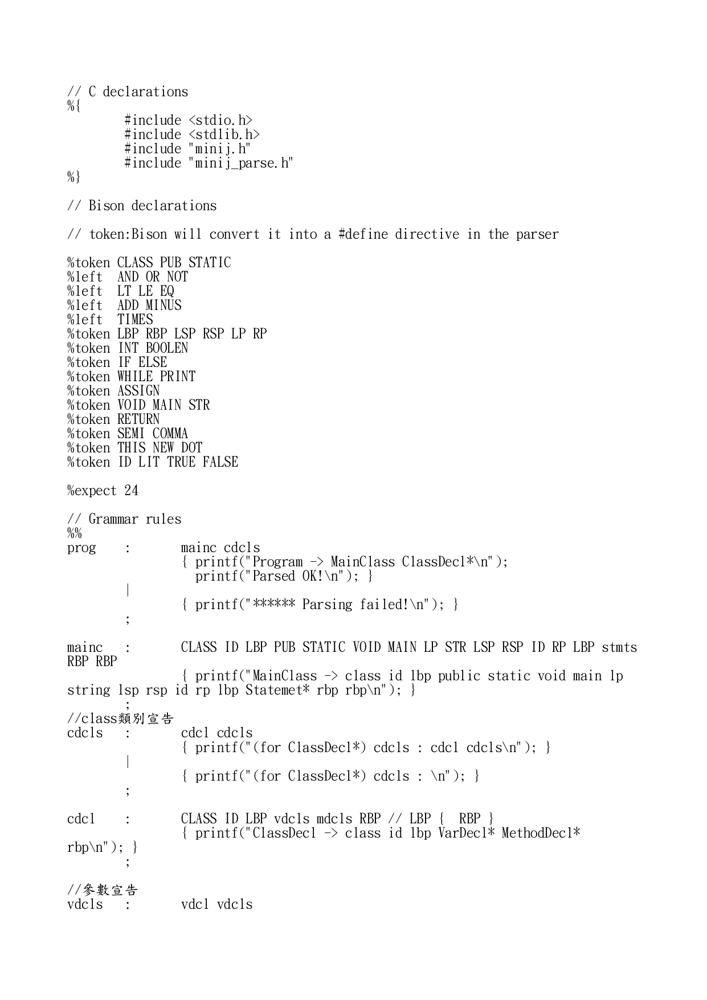 // C declarations
%{
        #include <stdio.h>
        #include <stdlib.h>
        #include "minij.h"
        #include "minij_parse.h"
%}
// Bison declarations
// token:Bison will convert it into a #define directive in the parser
%token CLASS PUB STATIC
%left  AND OR NOT
%left  LT LE EQ
%left  ADD MINUS
%left  TIMES
%token LBP RBP LSP RSP LP RP
%token INT BOOLEN
%token IF ELSE
%token WHILE PRINT
%token ASSIGN
%token VOID MAIN STR
%token RETURN
%token SEMI COMMA
%token THIS NEW DOT
%token ID LIT TRUE FALSE
%expect 24
// Grammar rules
%%
prog    :       mainc cdcls
                { printf("Program -> MainClass ClassDecl*\n");
                  printf("Parsed OK!\n"); }
        |
                { printf("****** Parsing failed!\n"); }
        ;
mainc   :       CLASS ID LBP PUB STATIC VOID MAIN LP STR LSP RSP ID RP LBP stmts
RBP RBP
                { printf("MainClass -> class id lbp public static void main lp
string lsp rsp id rp lbp Statemet* rbp rbp\n"); }
        ;
//class類別宣告
cdcls   :       cdcl cdcls
                { printf("(for ClassDecl*) cdcls : cdcl cdcls\n"); }
        |
                { printf("(for ClassDecl*) cdcls : \n"); }
        ;
cdcl    :       CLASS ID LBP vdcls mdcls RBP // LBP {  RBP }
                { printf("ClassDecl -> class id lbp VarDecl* MethodDecl*
rbp\n"); }
        ;
//參數宣告
vdcls   :       vdcl vdcls